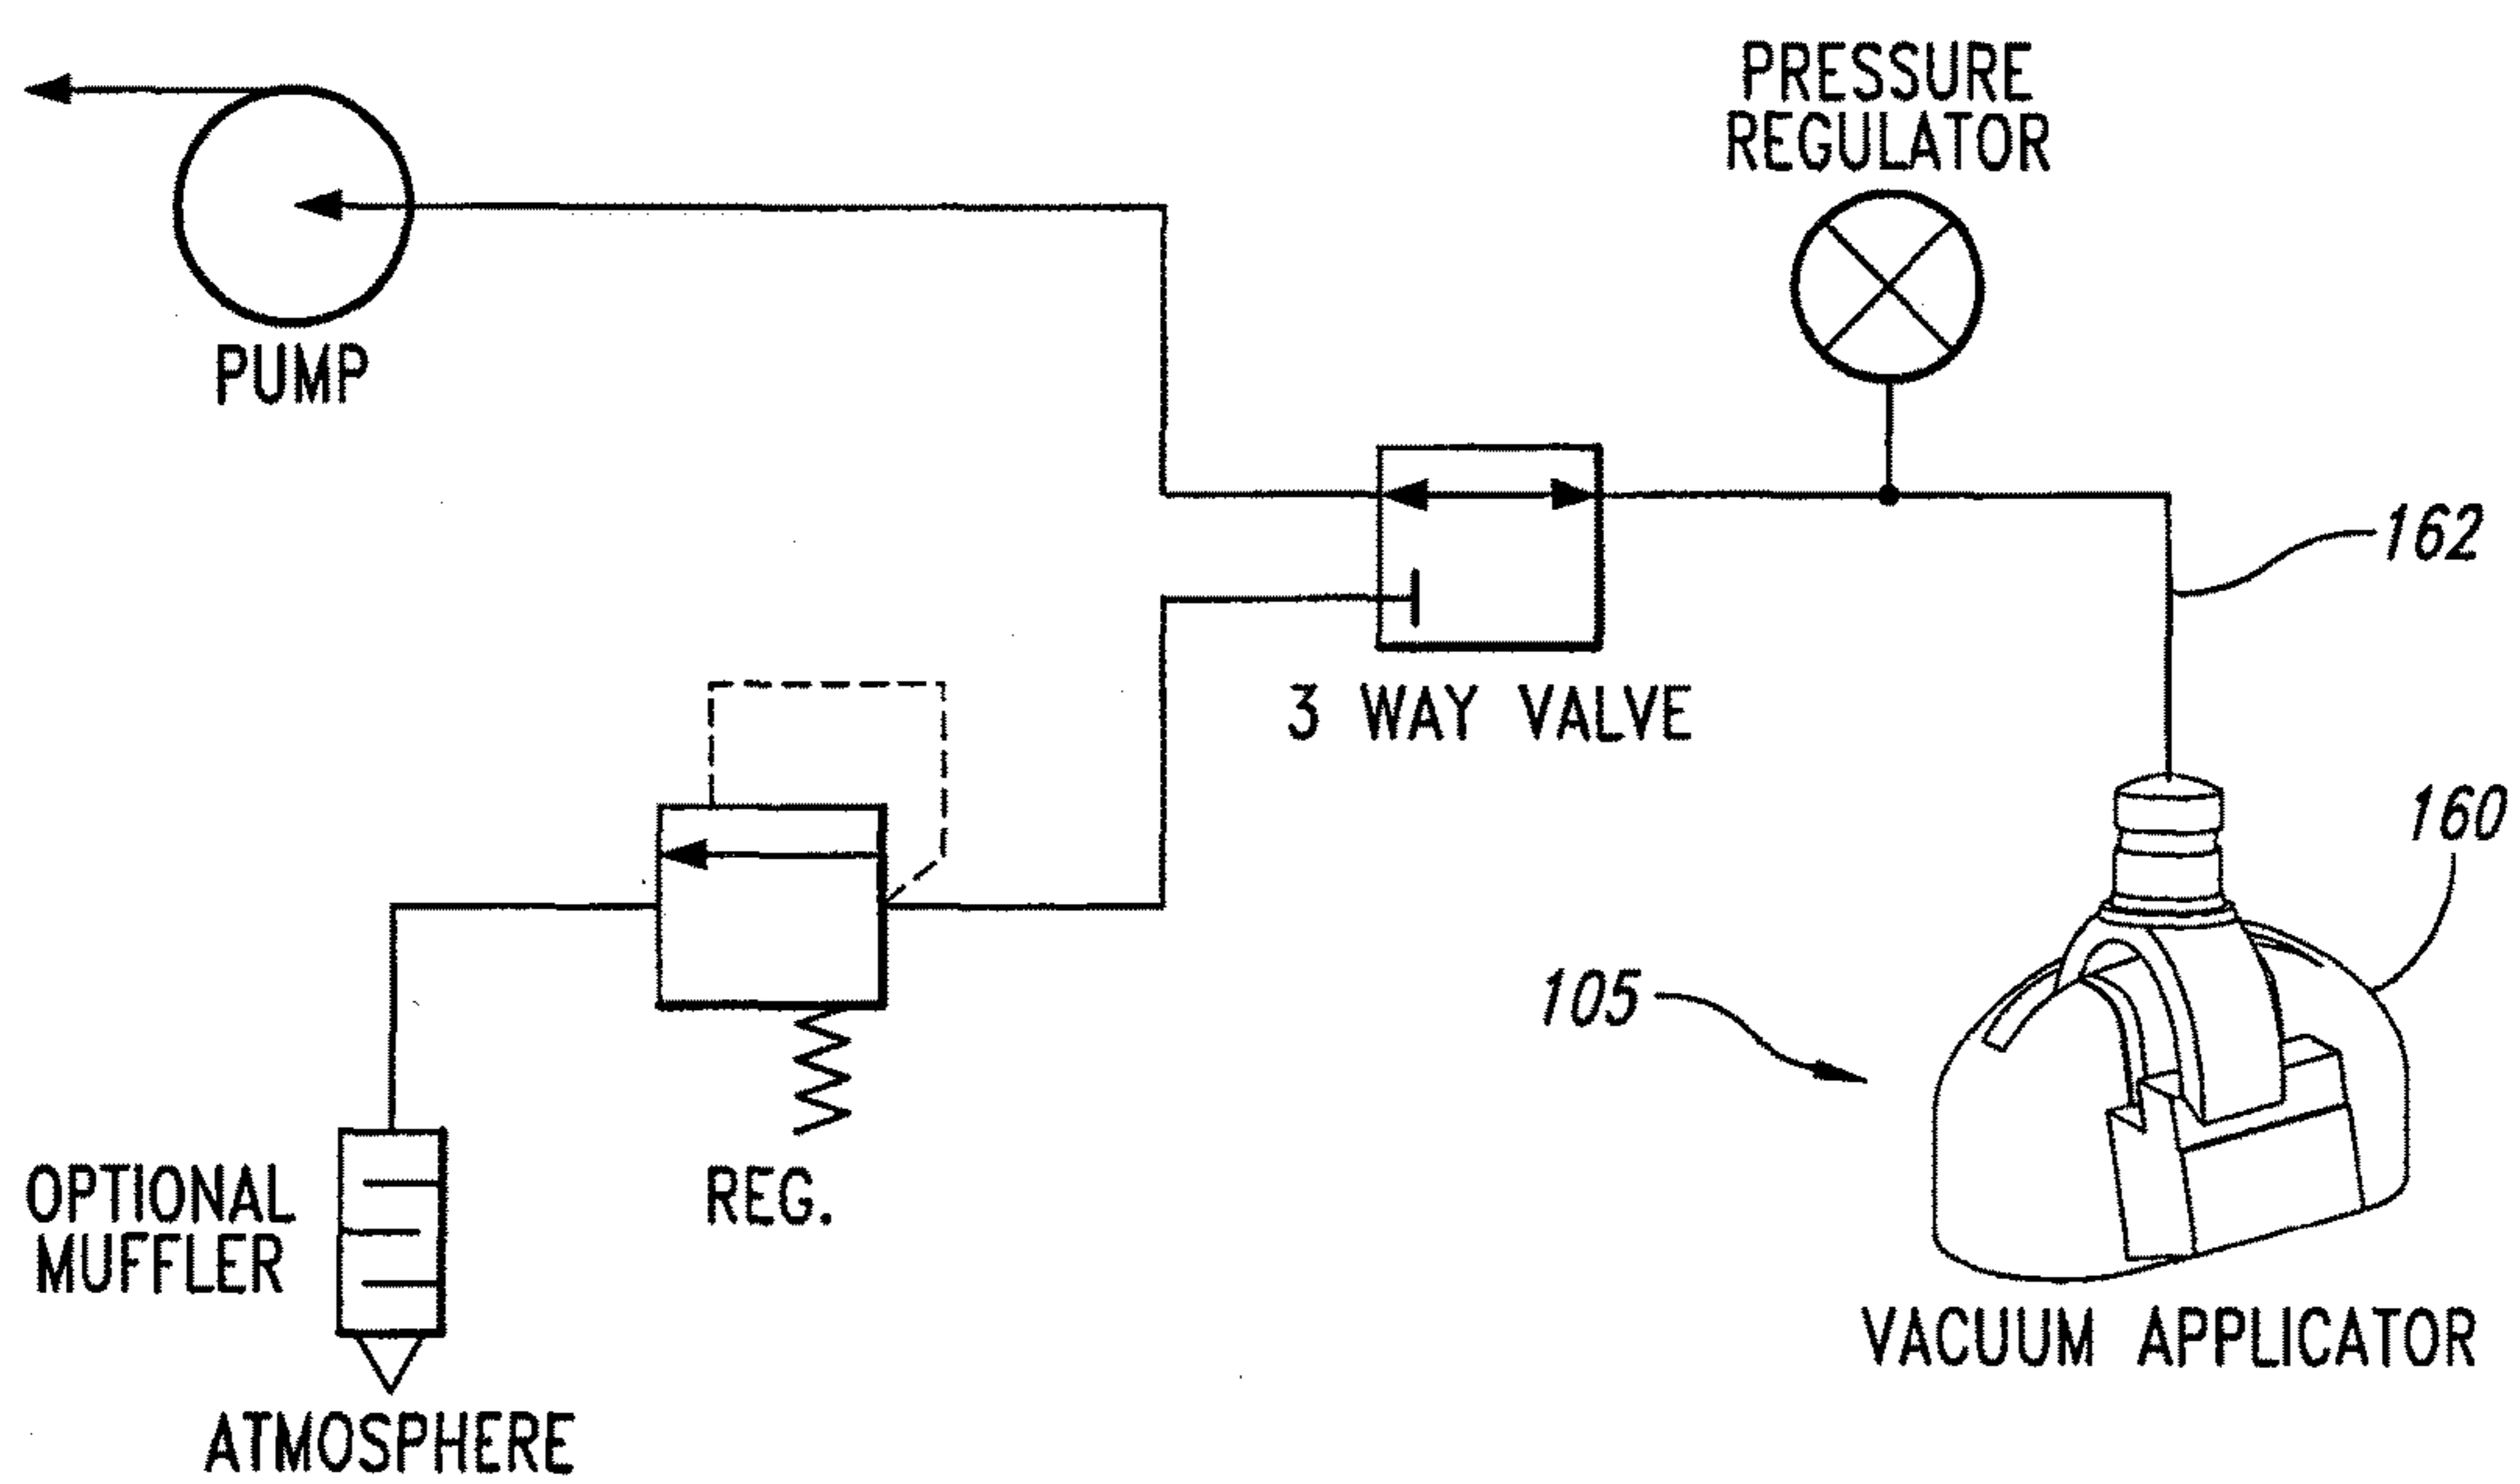 PRESSURE
REGULATOR
PUMP
162
3 WAY VALVE
160
105
OPTIONAL
MUFFLER
REG.
VACUUM APPLICATOR
ATMOSPHERE